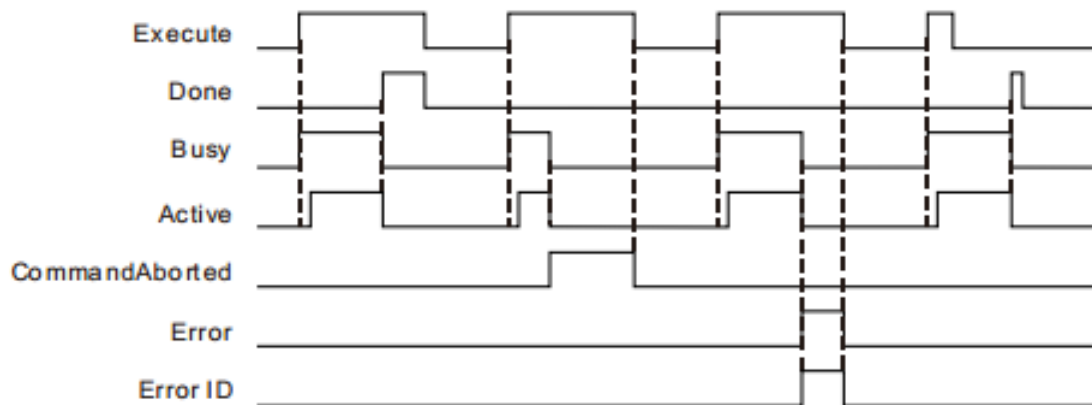 Execute
Done
Busy
Active
CommandAborted
Error
Error ID